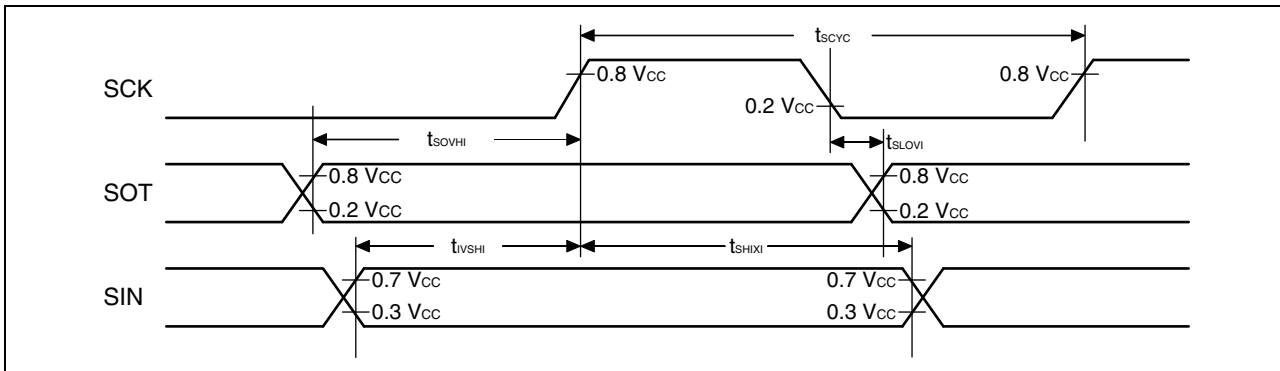 tSCYC
SCK
0.8 VCC
0.8 VCC
0.2 VCC
tSOVHI
tSLOVI
SOT
0.8 VCC
0.8 VCC
0.2 VCC
0.2 VCC
tIVSHI
tSHIXI
SIN
0.7 VCC
0.7 VCC
0.3 VCC
0.3 VCC